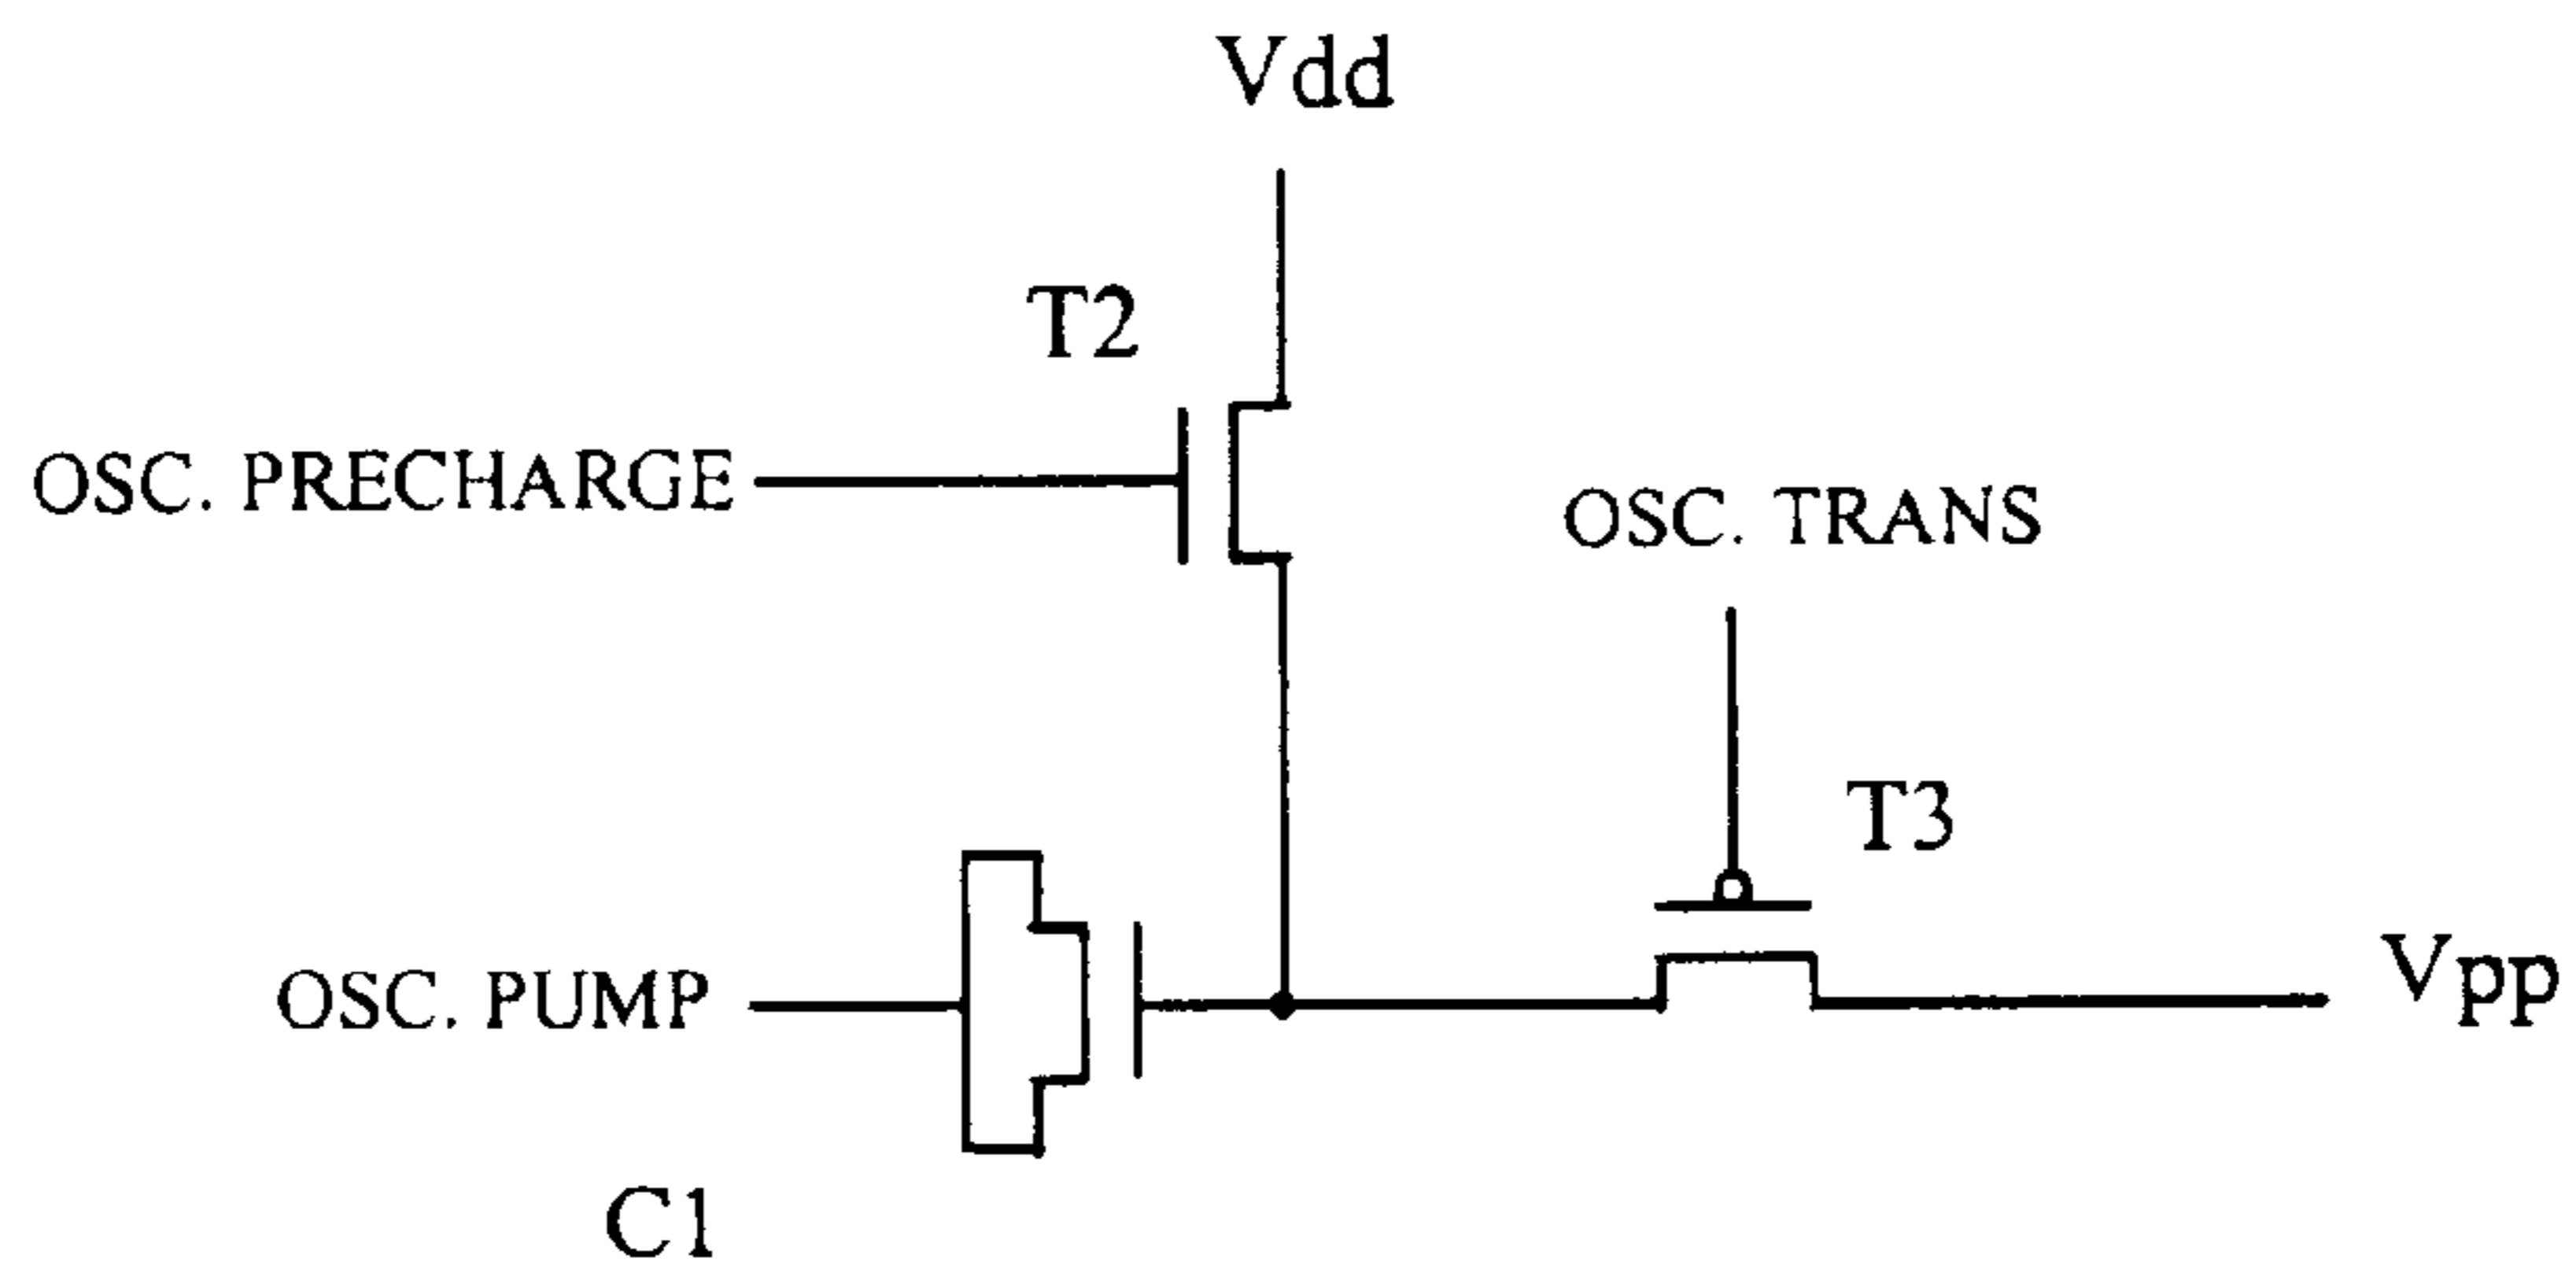 Vdd
T2
OSC. PRECHARGE
OSC. TRANS
T3
OSC. PUMP
Vpp
C1